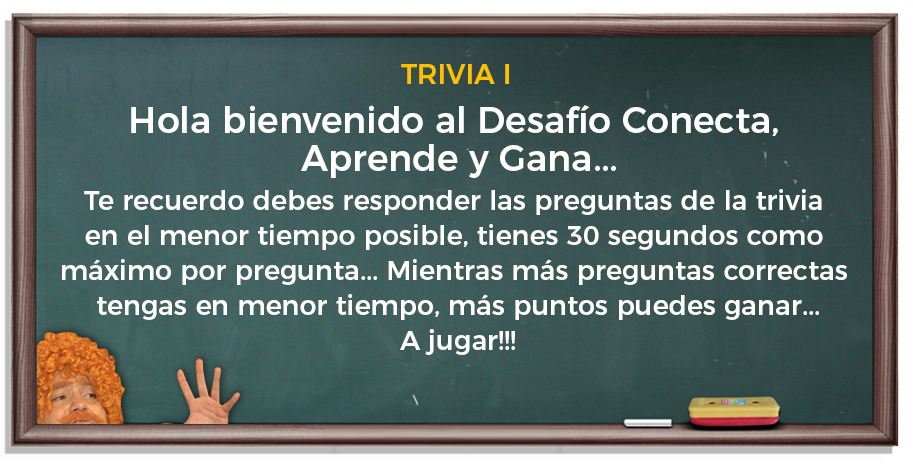 TRIVIA I
Hola bienvenido al Desafío Conecta,
Aprende y Gana...
Te recuerdo debes responder las preguntas de la trivia
en el menor tiempo posible, tienes 30 segundos como
máximo por pregunta... Mientras más preguntas correctas
tengas en menor tiempo, más puntos puedes ganar...
A jugar!!!